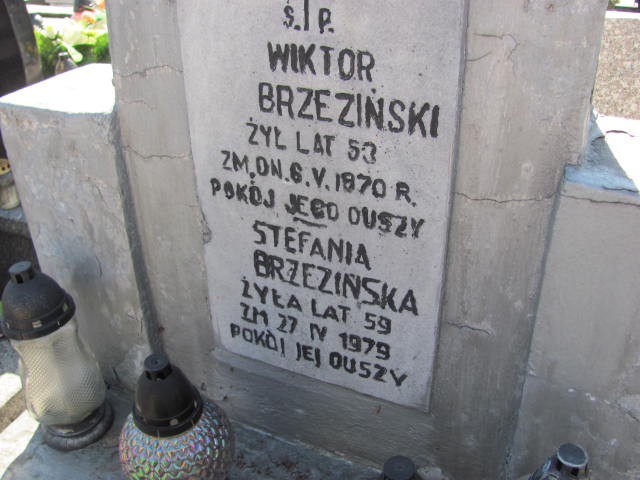 Ś.†P.
WIKTOR
BRZEZIŃSKI
ŻYŁ LAT 53
ZM. DN. 6. V. 1970 R.
POKÓJ JEGO DUSZY
STEFANIA
BRZEZIŃSKA
ŻYŁA LAT 59
ZM 27 IV 1979
POKÓJ JEJ DUSZY